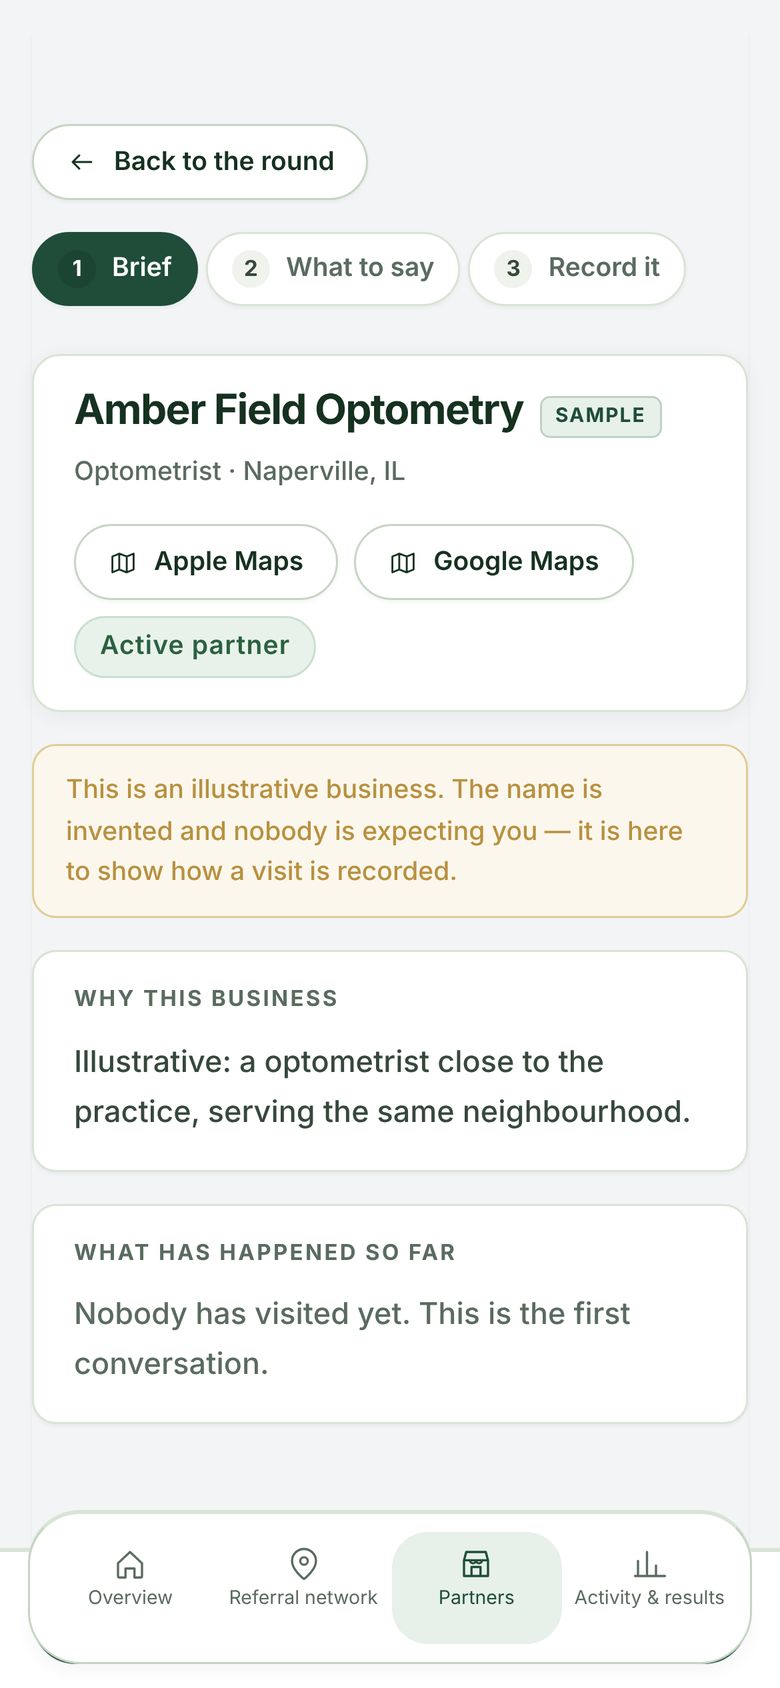 Back to the round
1 Brief
2 What to say
3 Record it
Amber Field Optometry SAMPLE
Optometrist · Naperville, IL
Apple Maps
Google Maps
Active partner
This is an illustrative business. The name is
invented and nobody is expecting you — it is here
to show how a visit is recorded.
WHY THIS BUSINESS
Illustrative: a optometrist close to the
practice, serving the same neighbourhood.
WHAT HAS HAPPENED SO FAR
Nobody has visited yet. This is the first
conversation.
Overview
Referral network
Partners
Activity & results